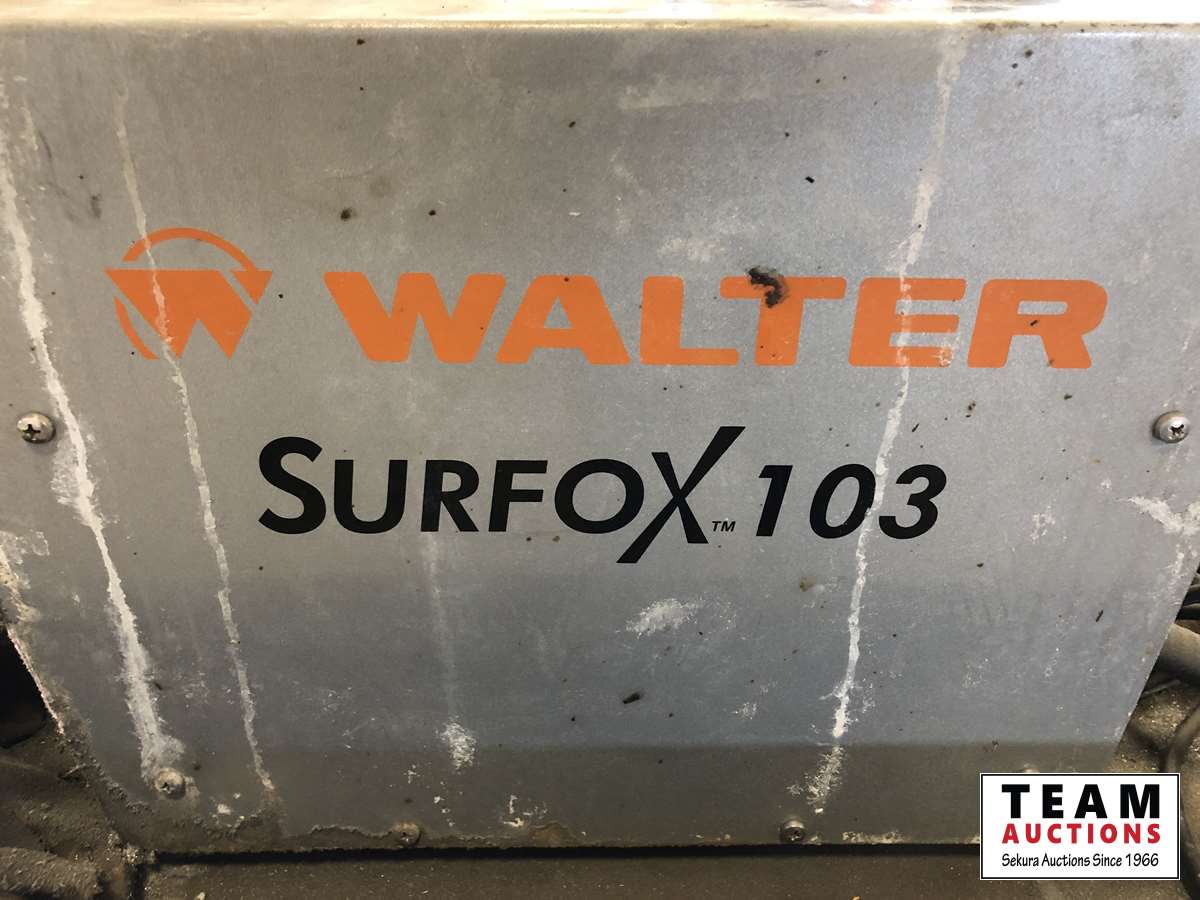 WALTER
SURFOX™ 103
TEAM
AUCTIONS
Sekura Auctions Since 1966